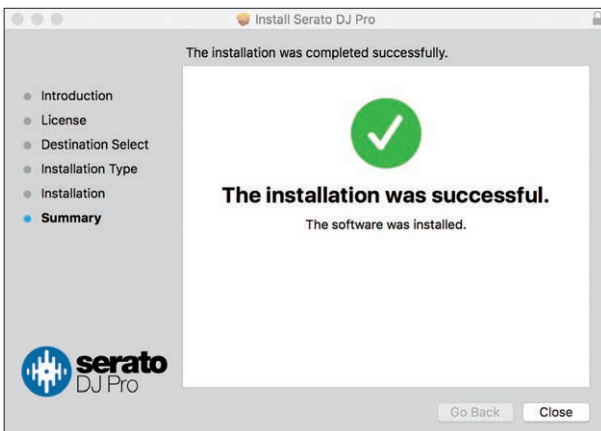 Install Serato DJ Pro
The installation was completed successfully.
Introduction
License
Destination Select
Installation Type
Installation
Summary
The installation was successful.
The software was installed.
serato
DJ Pro
Go Back
Close